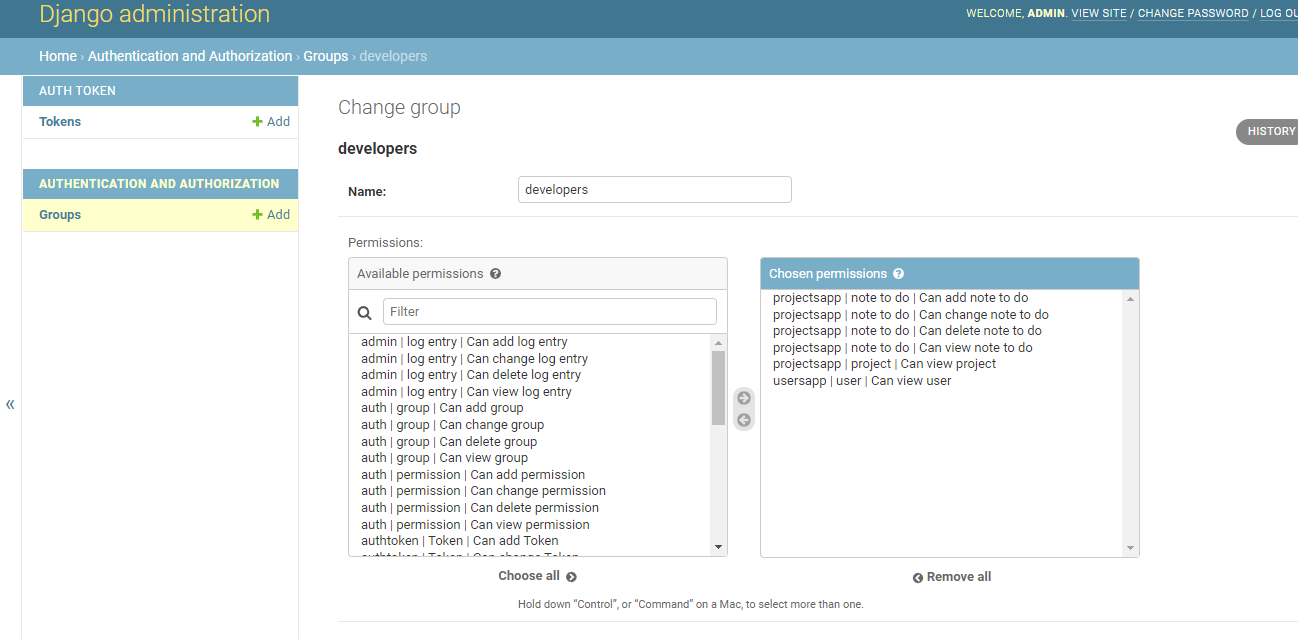 Django administration
WELCOME, ADMIN. VIEW SITE / CHANGE PASSWORD / LOG OU
Home › Authentication and Authorization › Groups › developers
AUTH TOKEN
Tokens + Add
AUTHENTICATION AND AUTHORIZATION
Groups + Add
«
Change group
HISTORY
developers
Name: developers
Permissions:
Available permissions ?
Filter
admin | log entry | Can add log entry
admin | log entry | Can change log entry
admin | log entry | Can delete log entry
admin | log entry | Can view log entry
auth | group | Can add group
auth | group | Can change group
auth | group | Can delete group
auth | group | Can view group
auth | permission | Can add permission
auth | permission | Can change permission
auth | permission | Can delete permission
auth | permission | Can view permission
authtoken | Token | Can add Token
authtoken | Token | Can change Token
Choose all
Chosen permissions ?
projectsapp | note to do | Can add note to do
projectsapp | note to do | Can change note to do
projectsapp | note to do | Can delete note to do
projectsapp | note to do | Can view note to do
projectsapp | project | Can view project
usersapp | user | Can view user
Remove all
Hold down “Control”, or “Command” on a Mac, to select more than one.